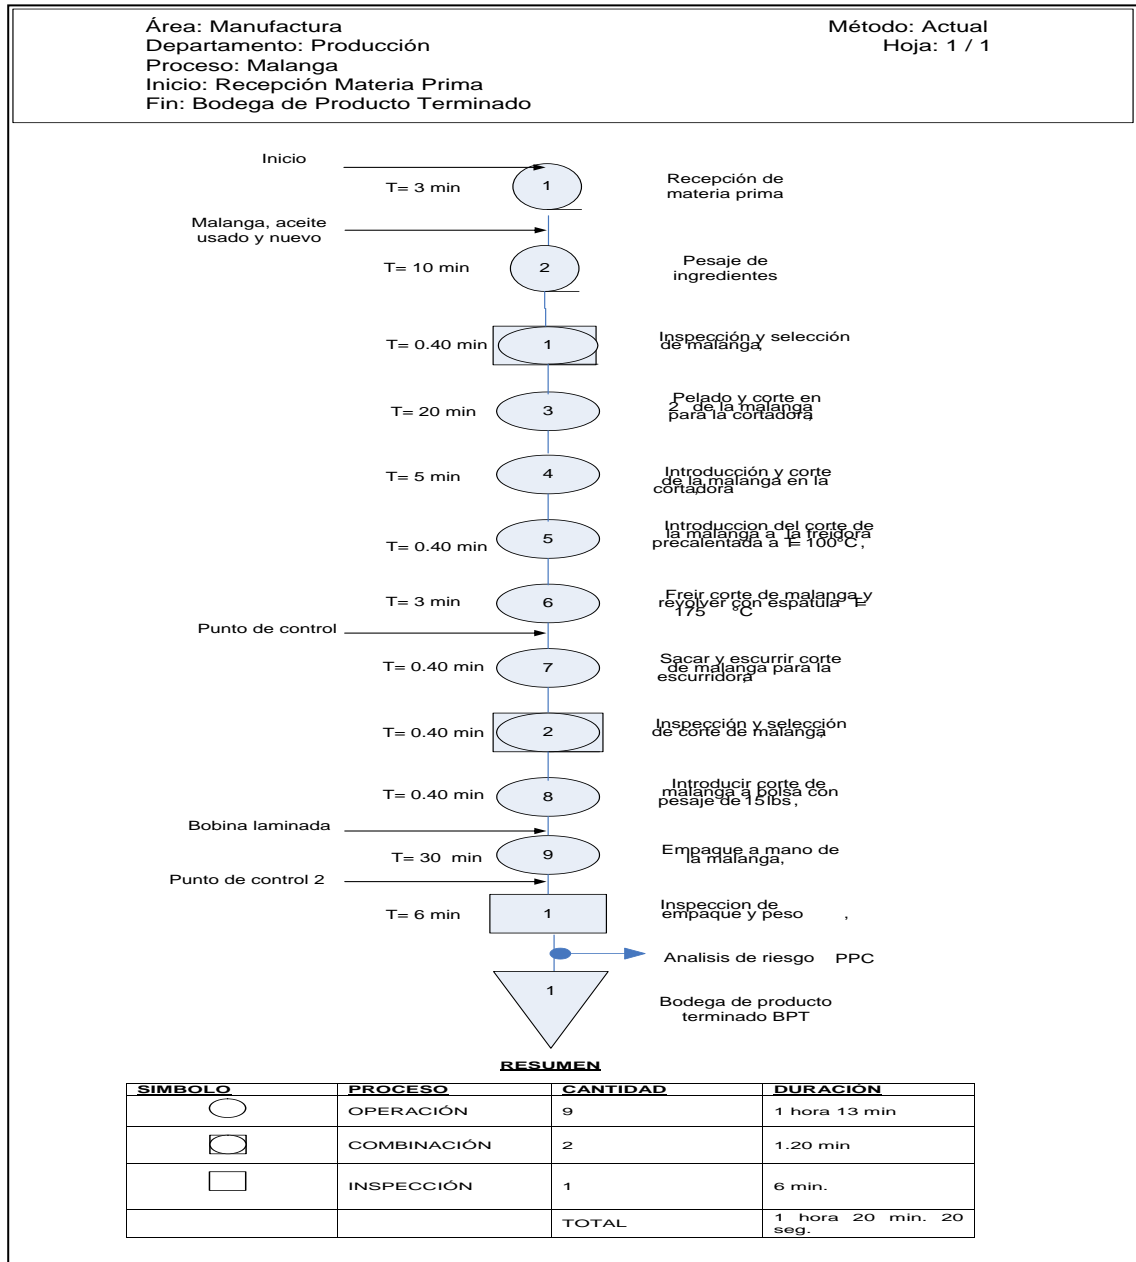 Área: Manufactura
Método: Actual
Departamento: Producción
Hoja: 1 / 1
Proceso: Malanga
Inicio: Recepción Materia Prima
Fin: Bodega de Producto Terminado
Inicio
T= 3 min
1
Recepción de
materia prima
Malanga, aceite
usado y nuevo
T= 10 min
2
Pesaje de
ingredientes
T= 0.40 min
1
Inspección y selección
de malanga,
T= 20 min
3
Pelado y corte en
2 de la malanga
para la cortadora,
T= 5 min
4
Introducción y corte
de la malanga en la
cortadora,
T= 0.40 min
5
Introduccion del corte de
la malanga a la freidora
precalentada a T= 100°C,
T= 3 min
6
Freir corte de malanga y
revolver con espatula T=
175 °C
Punto de control
T= 0.40 min
7
Sacar y escurrir corte
de malanga para la
escurridora,
T= 0.40 min
2
Inspección y selección
de corte de malanga,
T= 0.40 min
8
Introducir corte de
malanga a bolsa con
pesaje de 15 lbs,
Bobina laminada
T= 30 min
9
Empaque a mano de
la malanga,
Punto de control 2
T= 6 min
1
Inspeccion de
empaque y peso ,
Analisis de riesgo PPC
1
Bodega de producto
terminado BPT
RESUMEN
SIMBOLO PROCESO CANTIDAD DURACIÓN
OPERACIÓN 9 1 hora 13 min
COMBINACIÓN 2 1.20 min
INSPECCIÓN 1 6 min.
TOTAL 1 hora 20 min. 20
seg.